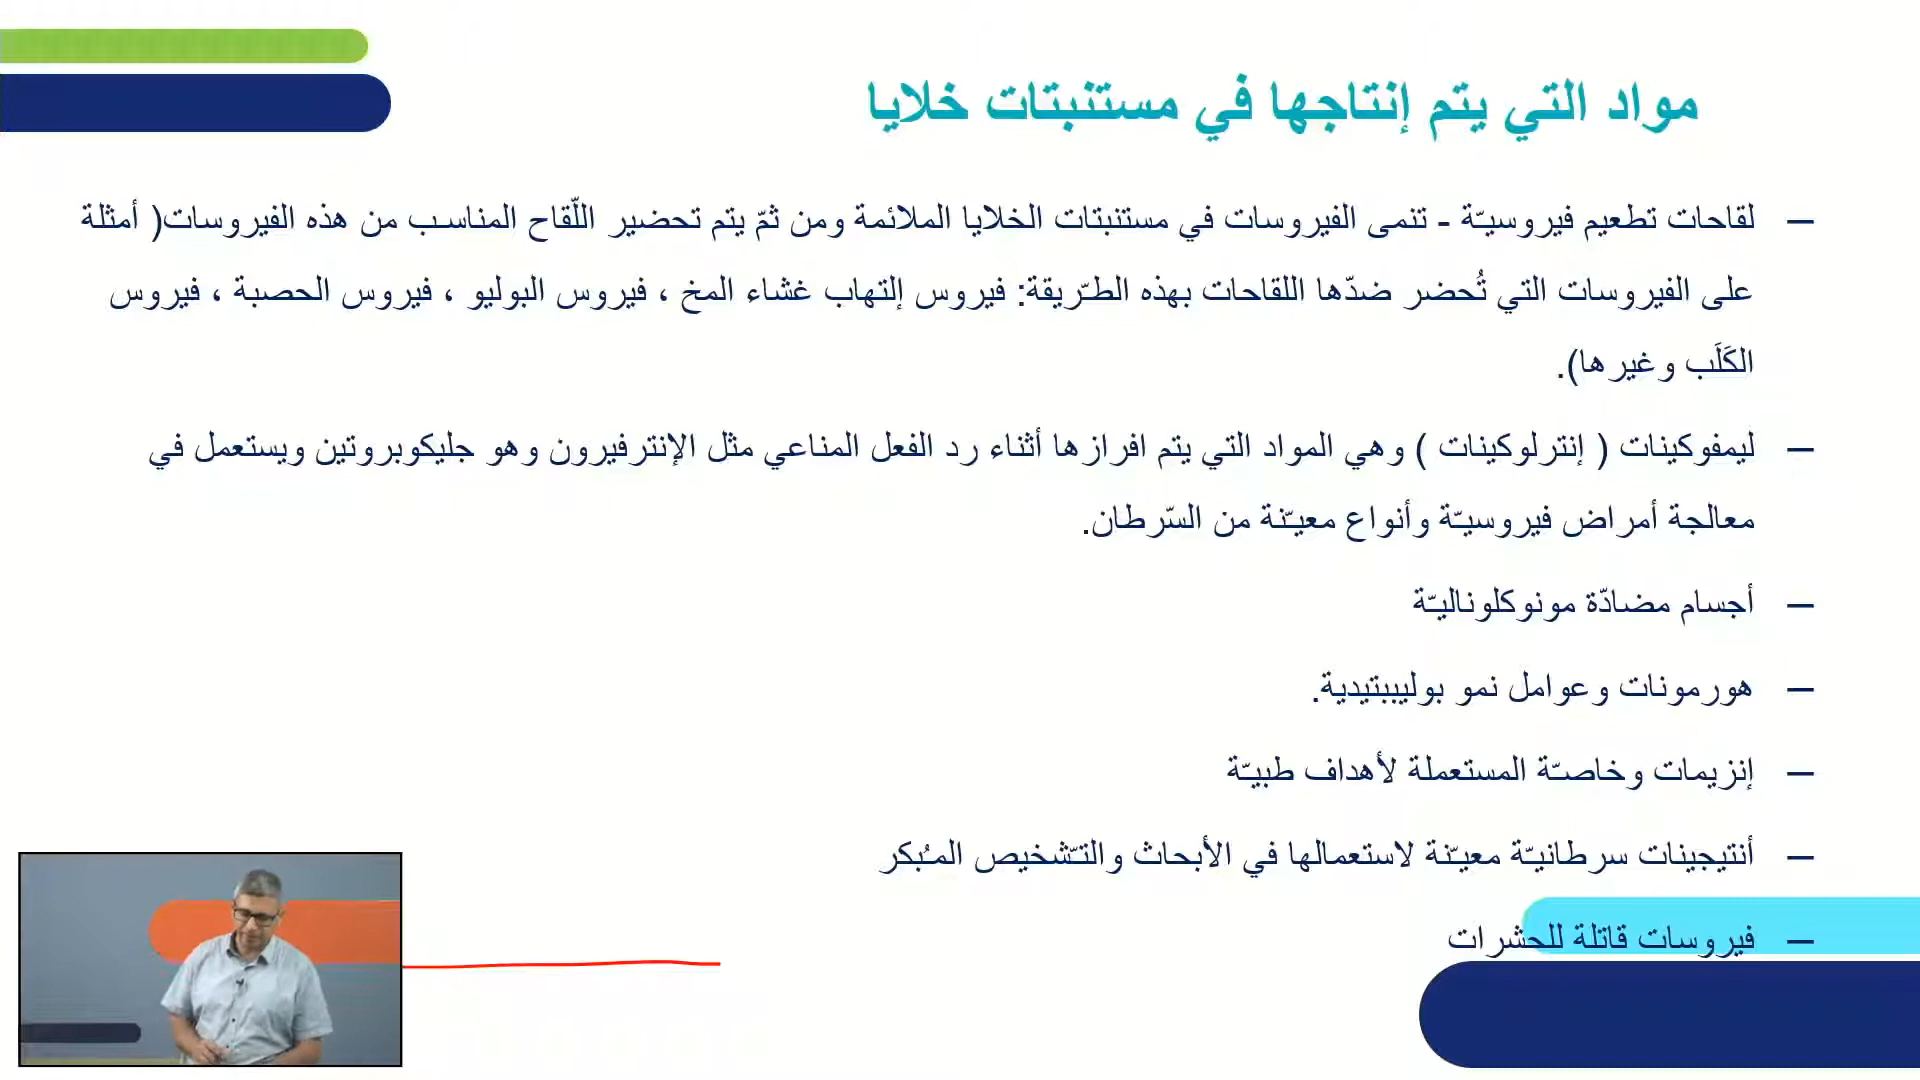 مواد التي يتم إنتاجها في مستنبتات خلايا
– لقاحات تطعيم فيروسيّة - تنمى الفيروسات في مستنبتات الخلايا الملائمة ومن ثمّ يتم تحضير اللّقاح المناسب من هذه الفيروسات( أمثلة
على الفيروسات التي تُحضر ضدّها اللقاحات بهذه الطّريقة: فيروس إلتهاب غشاء المخ ، فيروس البوليو ، فيروس الحصبة ، فيروس
الكَلَب وغيرها).
– ليمفوكينات ( إنترلوكينات ) وهي المواد التي يتم افرازها أثناء رد الفعل المناعي مثل الإنترفيرون وهو جليكوبروتين ويستعمل في
معالجة أمراض فيروسيّة وأنواع معيّنة من السّرطان.
– أجسام مضادّة مونوكلوناليّة
– هورمونات وعوامل نمو بوليببتيدية.
– إنزيمات وخاصّة المستعملة لأهداف طبيّة
– أنتيجينات سرطانيّة معيّنة لاستعمالها في الأبحاث والتّشخيص المُبكر
– فيروسات قاتلة للحشرات